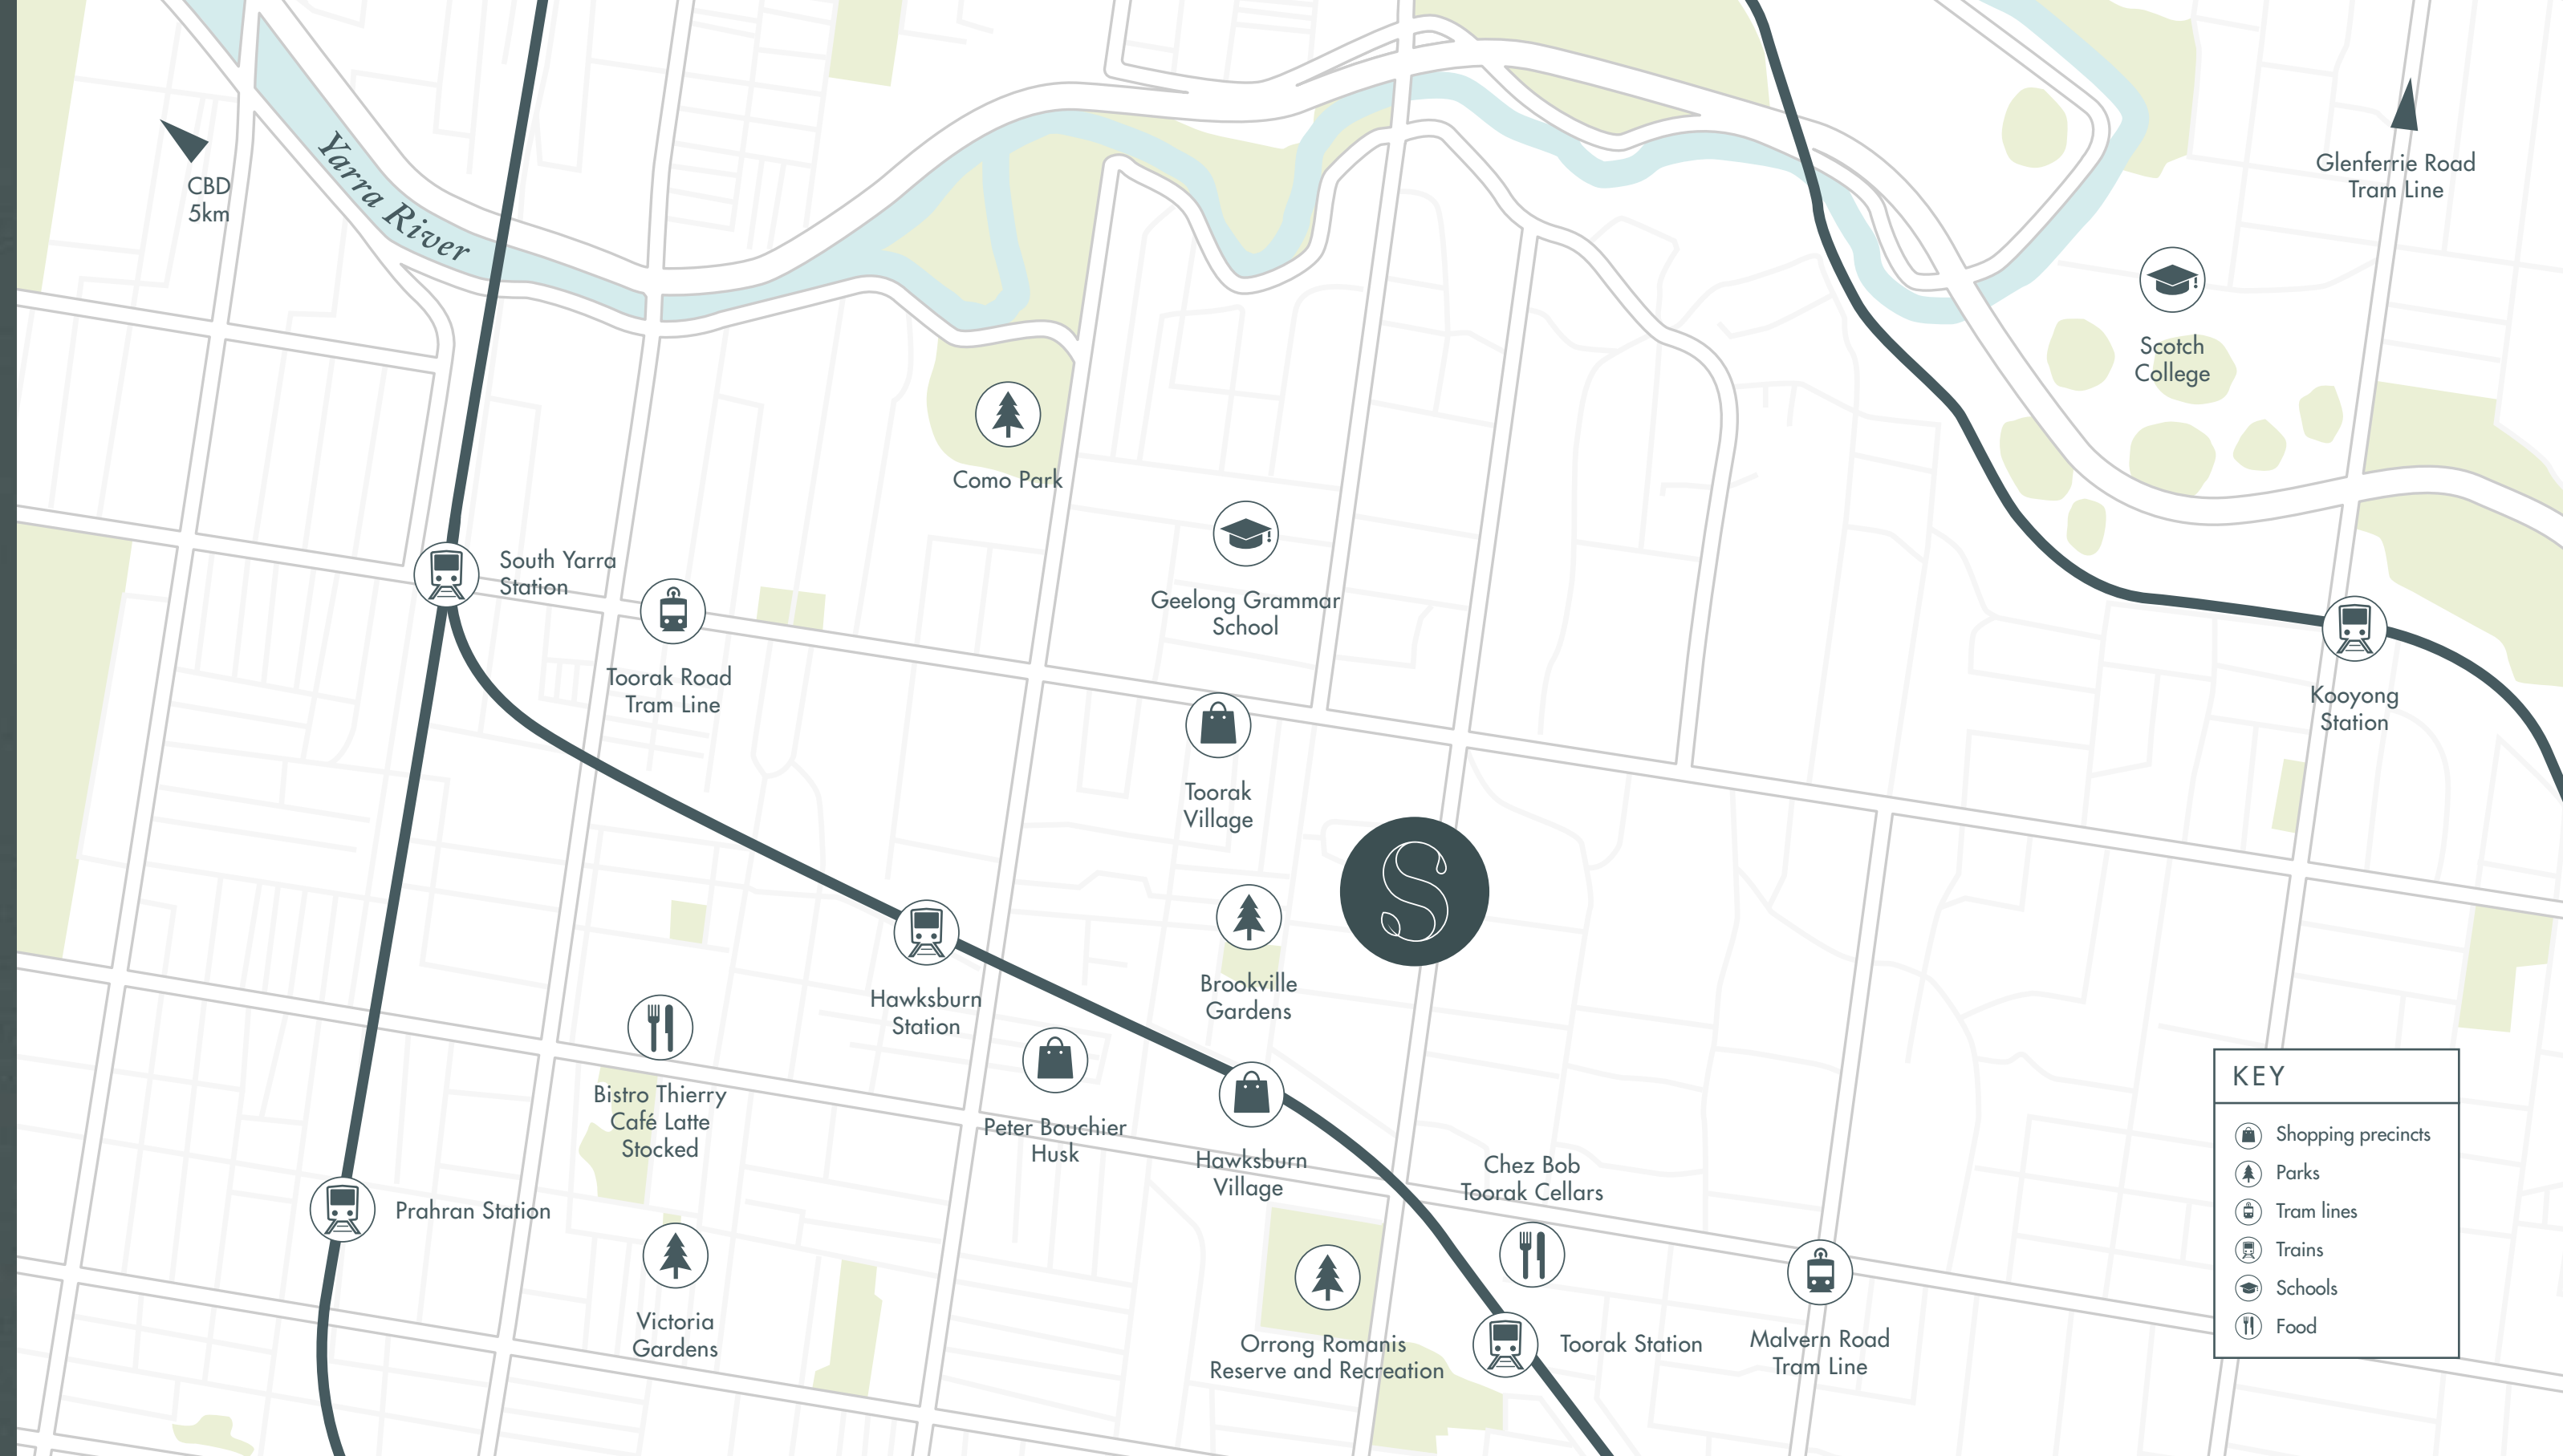 CBD
5km
Yarra River
Glenferrie Road
Tram Line
Scotch
College
Como Park
South Yarra
Station
Geelong Grammar
School
Toorak Road
Tram Line
Kooyong
Station
Toorak
Village
S
Brookville
Gardens
Hawksburn
Station
Bistro Thierry
Café Latte
Stocked
Peter Bouchier
Husk
Hawksburn
Village
Chez Bob
Toorak Cellars
Prahran Station
Victoria
Gardens
Orrong Romanis
Reserve and Recreation
Toorak Station
Malvern Road
Tram Line
KEY
Shopping precincts
Parks
Tram lines
Trains
Schools
Food